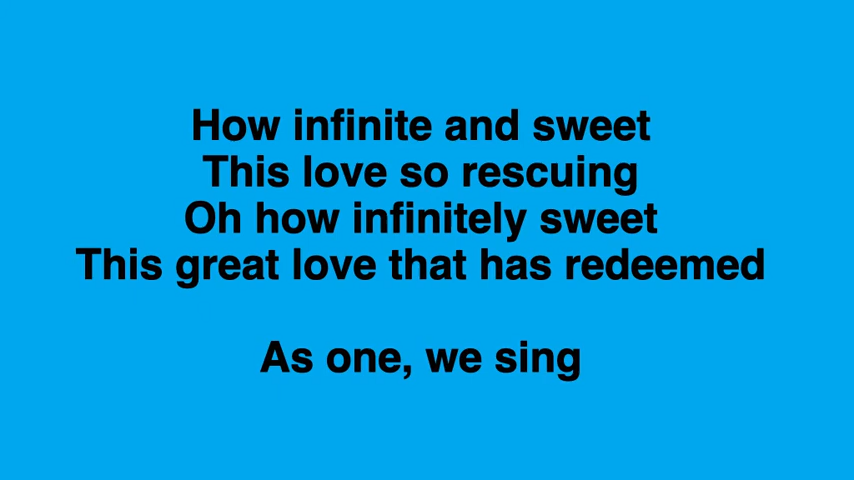 How infinite and sweet
This love so rescuing
Oh how infinitely sweet
This great love that has redeemed
As one, we sing